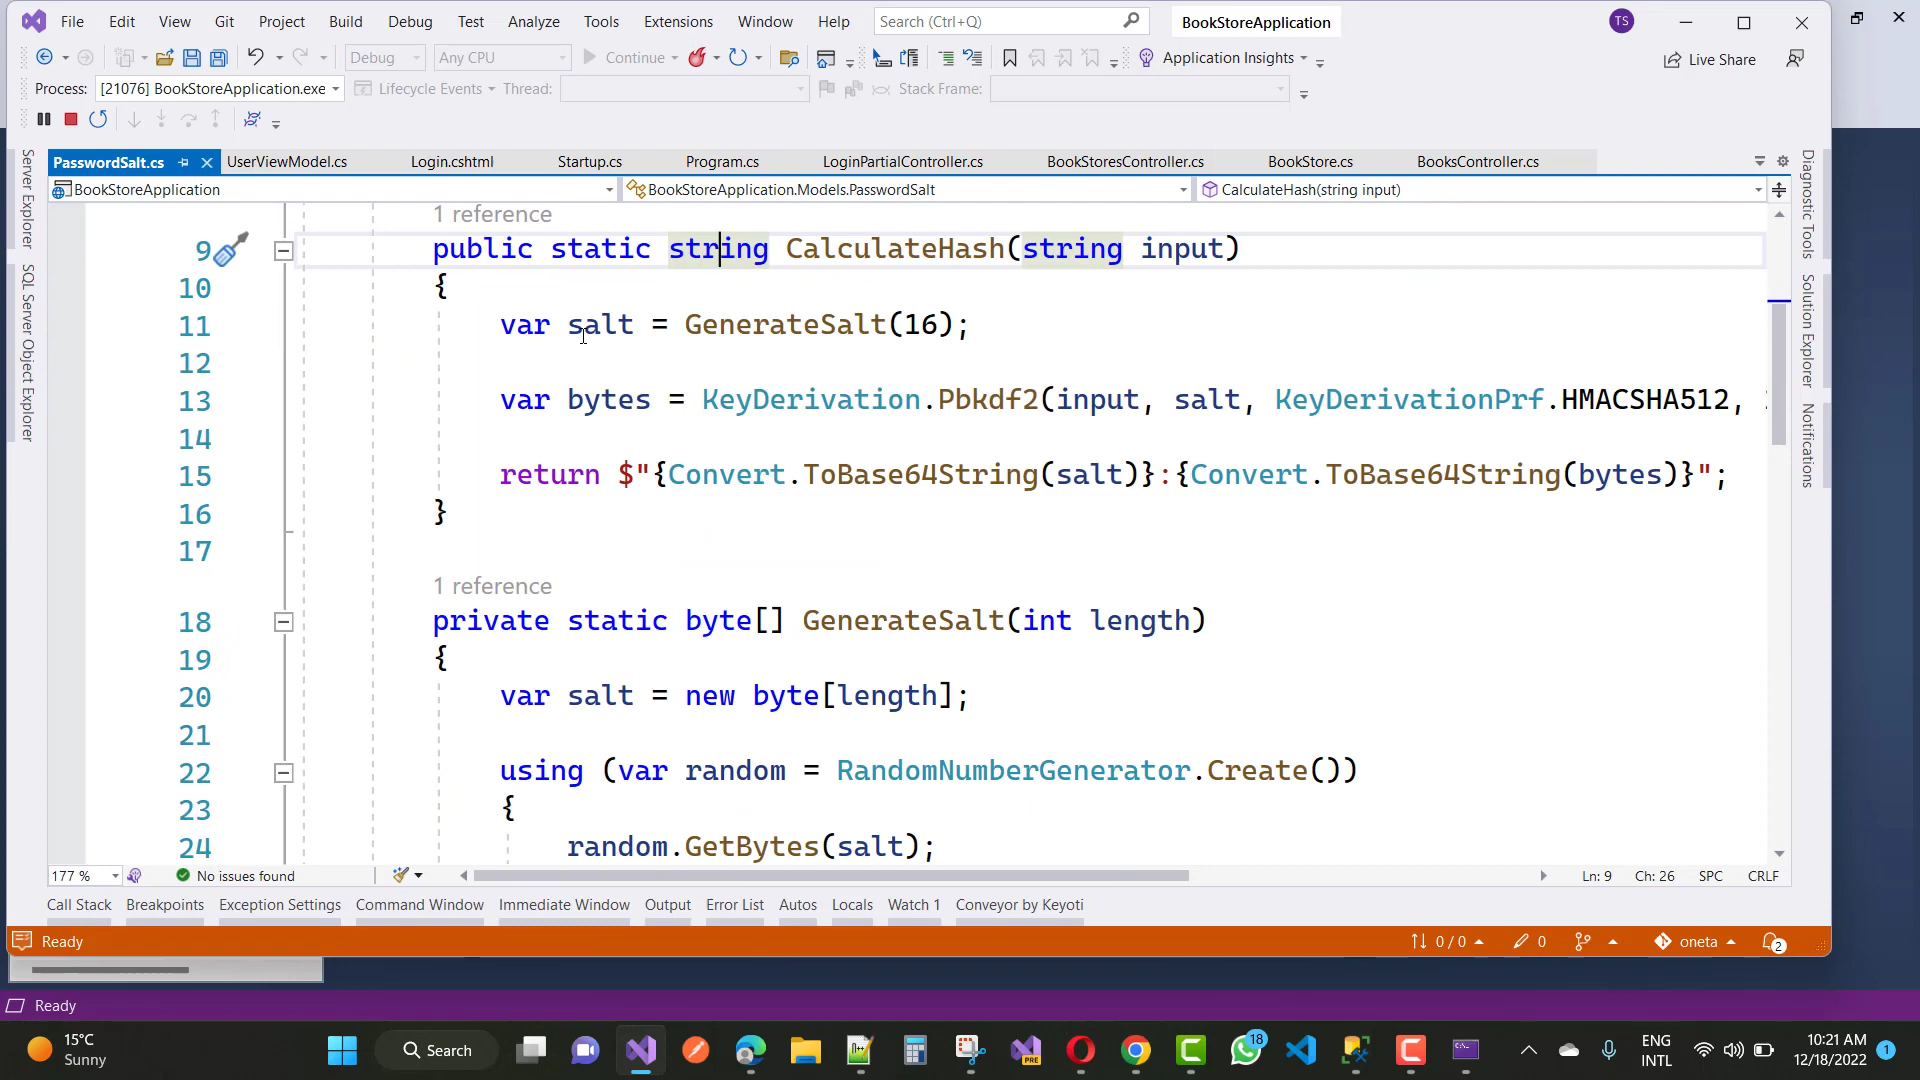 File Edit View Git Project Build Debug Test Analyze Tools Extensions Window Help Search (Ctrl+Q) BookStoreApplication TS
Debug Any CPU Continue Application Insights Live Share
Process: [21076] BookStoreApplication.exe Lifecycle Events Thread: Stack Frame:
PasswordSalt.cs UserViewModel.cs Login.cshtml Startup.cs Program.cs LoginPartialController.cs BookStoresController.cs BookStore.cs BooksController.cs
BookStoreApplication BookStoreApplication.Models.PasswordSalt CalculateHash(string input)
Server Explorer
SQL Server Object Explorer
1 reference
9 public static string CalculateHash(string input)
10 {
11 var salt = GenerateSalt(16);
12
13 var bytes = KeyDerivation.Pbkdf2(input, salt, KeyDerivationPrf.HMACSHA512,
14
15 return $"{Convert.ToBase64String(salt)}:{Convert.ToBase64String(bytes)}";
16 }
17
1 reference
18 private static byte[] GenerateSalt(int length)
19 {
20 var salt = new byte[length];
21
22 using (var random = RandomNumberGenerator.Create())
23 {
24 random.GetBytes(salt);
Diagnostic Tools
Solution Explorer
Notifications
177 % No issues found Ln: 9 Ch: 26 SPC CRLF
Call Stack Breakpoints Exception Settings Command Window Immediate Window Output Error List Autos Locals Watch 1 Conveyor by Keyoti
Ready 0 / 0 0 oneta 2
Ready
15°C
Sunny
Search
PRE
18
ENG
INTL
10:21 AM
12/18/2022
1